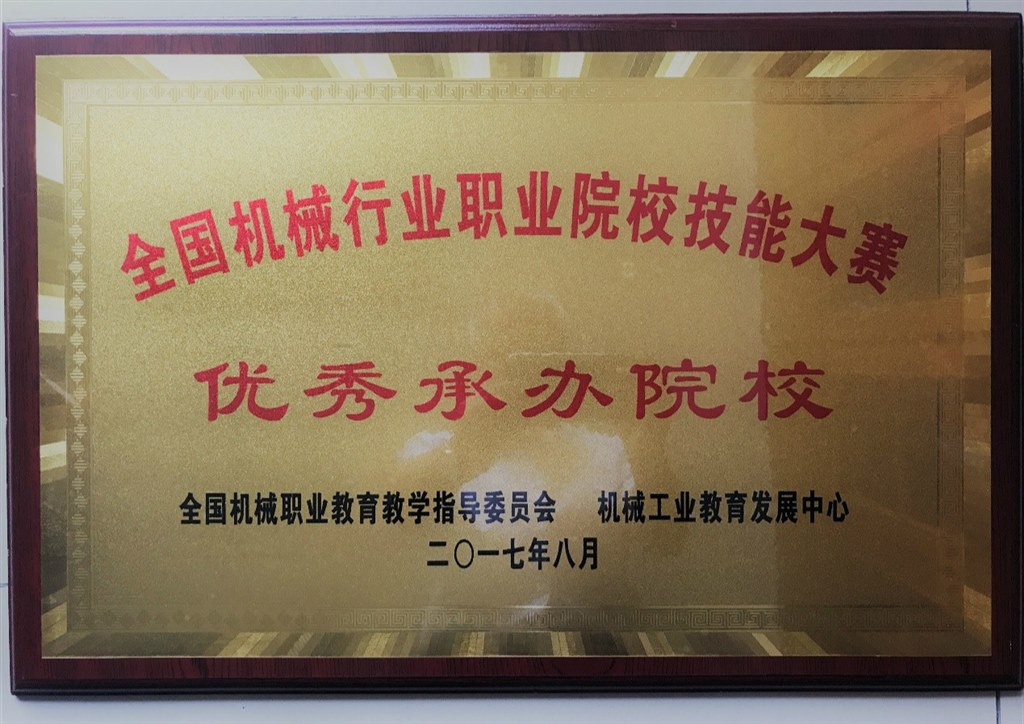 全国机械行业职业院校技能大赛
优秀承办院校
全国机械职业教育教学指导委员会 机械工业教育发展中心
二〇一七年八月